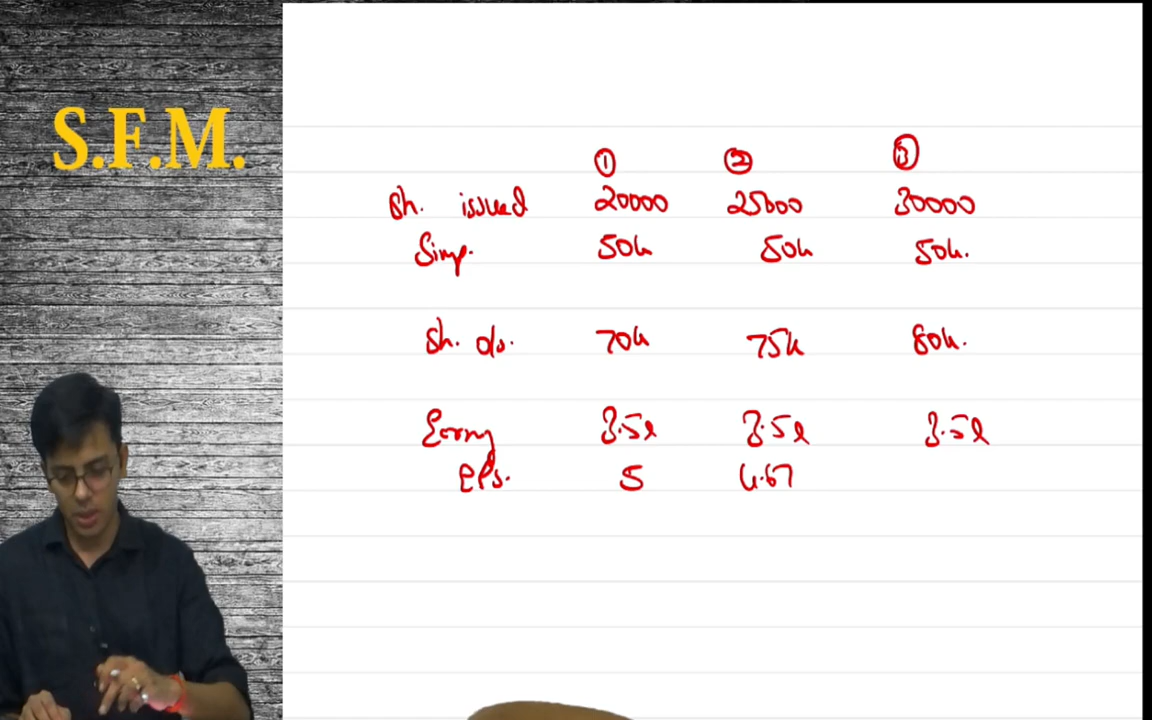 S.F.M.
① ② ③
Sh. issued 20000 25000 30000
Simp. 50k 50k 50k.
Sh. o/s. 70k 75k 80k.
Earning 3.5l 3.5l 3.5l
EPS. 5 4.67